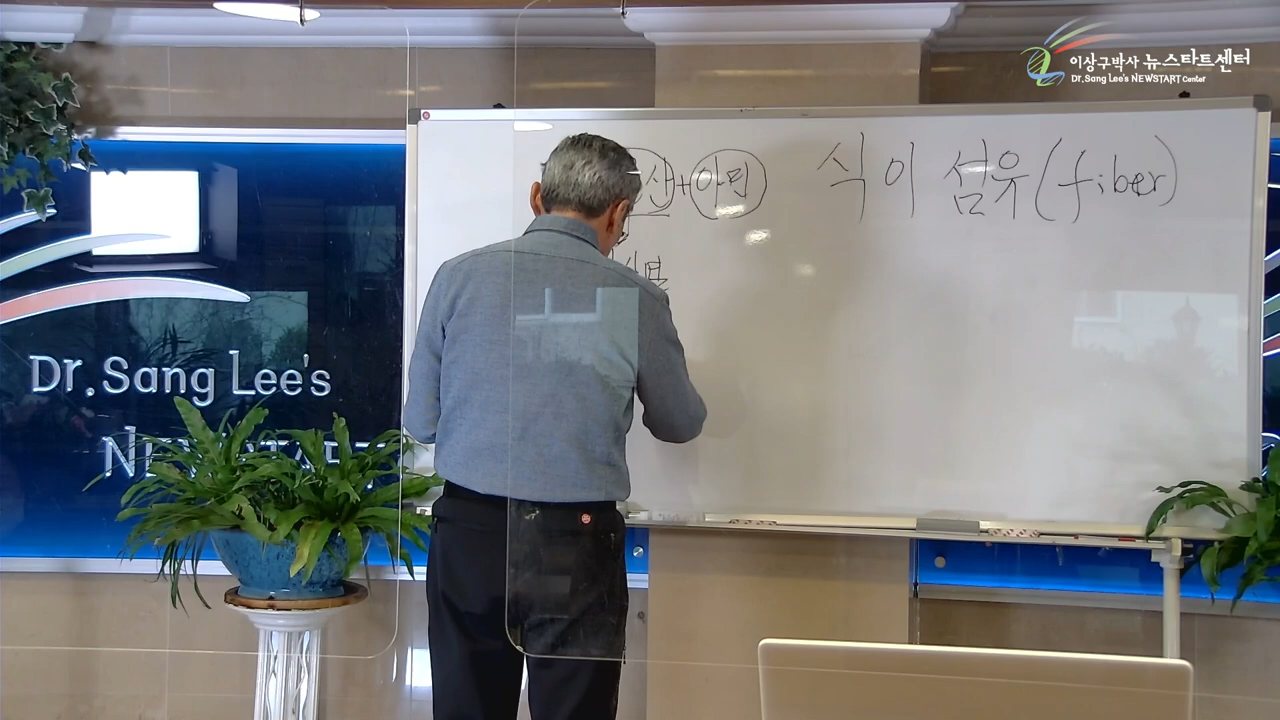 이상구박사 뉴스타트센터
Dr. Sang Lee's NEWSTART Center
산+아민 식이 섬유(fiber)
Dr. Sang Lee's